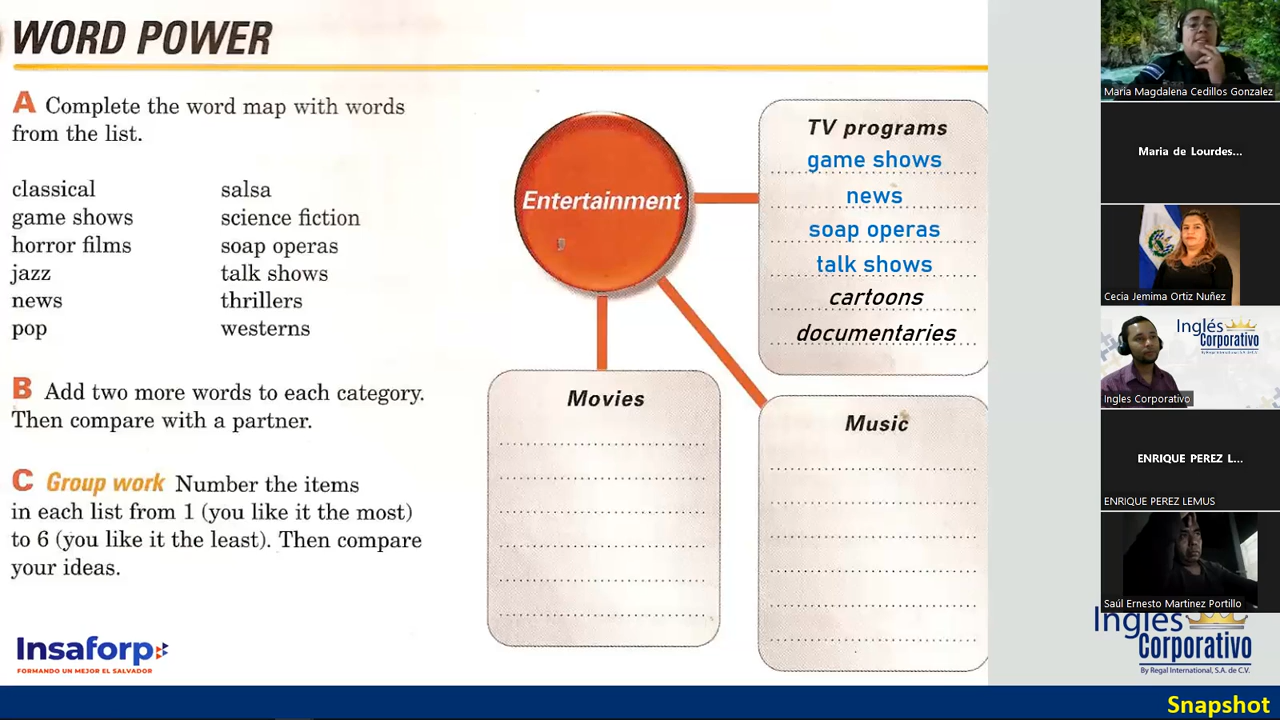 WORD POWER
A Complete the word map with words
from the list.
classical
game shows
horror films
jazz
news
pop
salsa
science fiction
soap operas
talk shows
thrillers
westerns
B Add two more words to each category.
Then compare with a partner.
C Group work Number the items
in each list from 1 (you like it the most)
to 6 (you like it the least). Then compare
your ideas.
Insaforp
FORMANDO UN MEJOR EL SALVADOR
Entertainment
TV programs
game shows
news
soap operas
talk shows
cartoons
documentaries
Movies
Music
Maria Magdalena Cedillos Gonzalez
Maria de Lourdes...
Cecia Jemima Ortiz Nuñez
Inglés
Corporativo
By Regal International, S.A. de C.V.
Ingles Corporativo
ENRIQUE PEREZ L...
ENRIQUE PEREZ LEMUS
Saúl Ernesto Martinez Portillo
Inglés
Corporativo
By Regal International, S.A. de C.V.
Snapshot